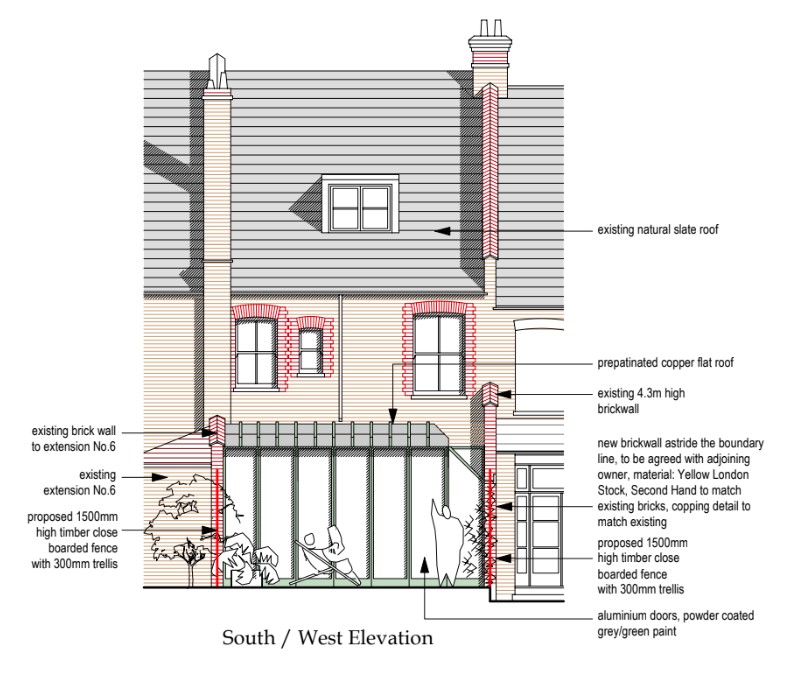 existing natural slate roof
prepatinated copper flat roof
existing 4.3m high
brickwall
existing brick wall
to extension No.6
new brickwall astride the boundary
line, to be agreed with adjoining
owner, material: Yellow London
Stock, Second Hand to match
existing bricks, copping detail to
match existing
existing
extension No.6
proposed 1500mm
high timber close
boarded fence
with 300mm trellis
proposed 1500mm
high timber close
boarded fence
with 300mm trellis
aluminium doors, powder coated
grey/green paint
South / West Elevation